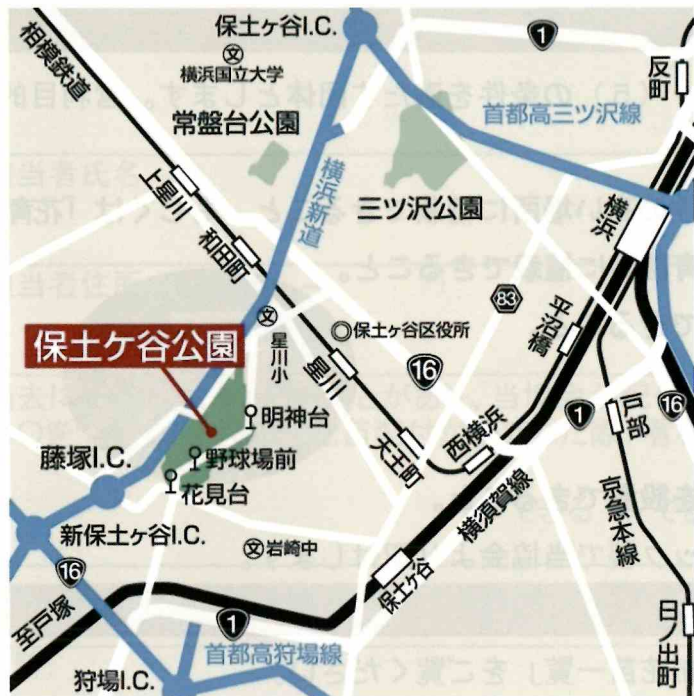 保土ヶ谷I.C.
1
反町
相模鉄道
横浜国立大学
文
常盤台公園
首都高三ツ沢線
横浜新道
三ツ沢公園
上星川
和田町
横浜
83
平沼橋
保土ケ谷公園
文
星川小
保土ヶ谷区役所
星川
16
明神台
天王町
西横浜
1
戸部
16
藤塚I.C.
野球場前
花見台
横須賀線
京急本線
新保土ヶ谷I.C.
文
岩崎中
保土ヶ谷
16
至戸塚
1
首都高狩場線
日ノ出町
狩場I.C.